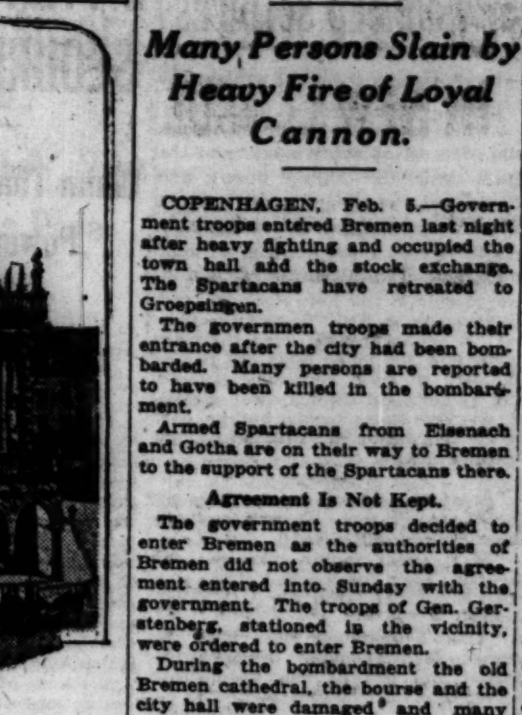 Many Persons Slain by
Heavy Fire of Loyal
Cannon.
COPENHAGEN, Feb. 5.—Govern-
ment troops entered Bremen last night
after heavy fighting and occupied the
town hall and the stock exchange.
The Spartacans have retreated to
Groepsingen.
The governmen troops made their
entrance after the city had been bom-
barded. Many persons are reported
to have been killed in the bombard-
ment.
Armed Spartacans from Eisenach
and Gotha are on their way to Bremen
to the support of the Spartacans there.
Agreement Is Not Kept.
The government troops decided to
enter Bremen as the authorities of
Bremen did not observe the agree-
ment entered into Sunday with the
government. The troops of Gen. Ger-
stenberg, stationed in the vicinity,
were ordered to enter Bremen.
During the bombardment the old
Bremen cathedral, the bourse and the
city hall were damaged and many